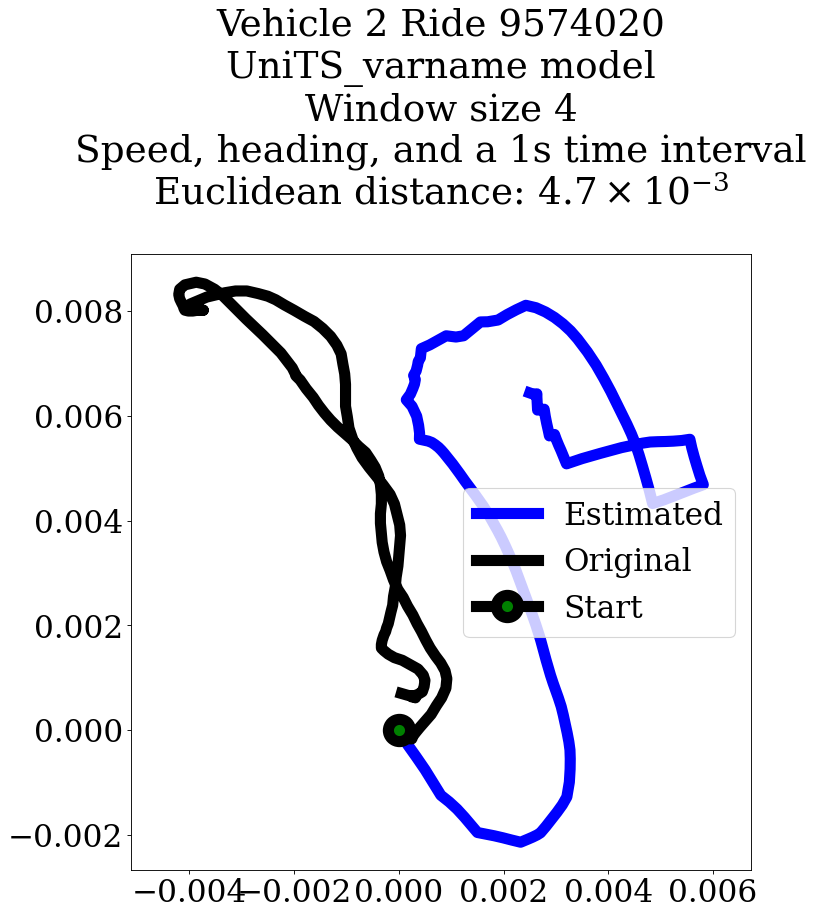 Vehicle 2 Ride 9574020
UniTS_varname model
Window size 4
Speed, heading, and a 1s time interval
Euclidean distance: 4.7 × 10⁻³
0.008
0.006
0.004
0.002
0.000
−0.002
Estimated
Original
Start
−0.004 −0.002 0.000 0.002 0.004 0.006